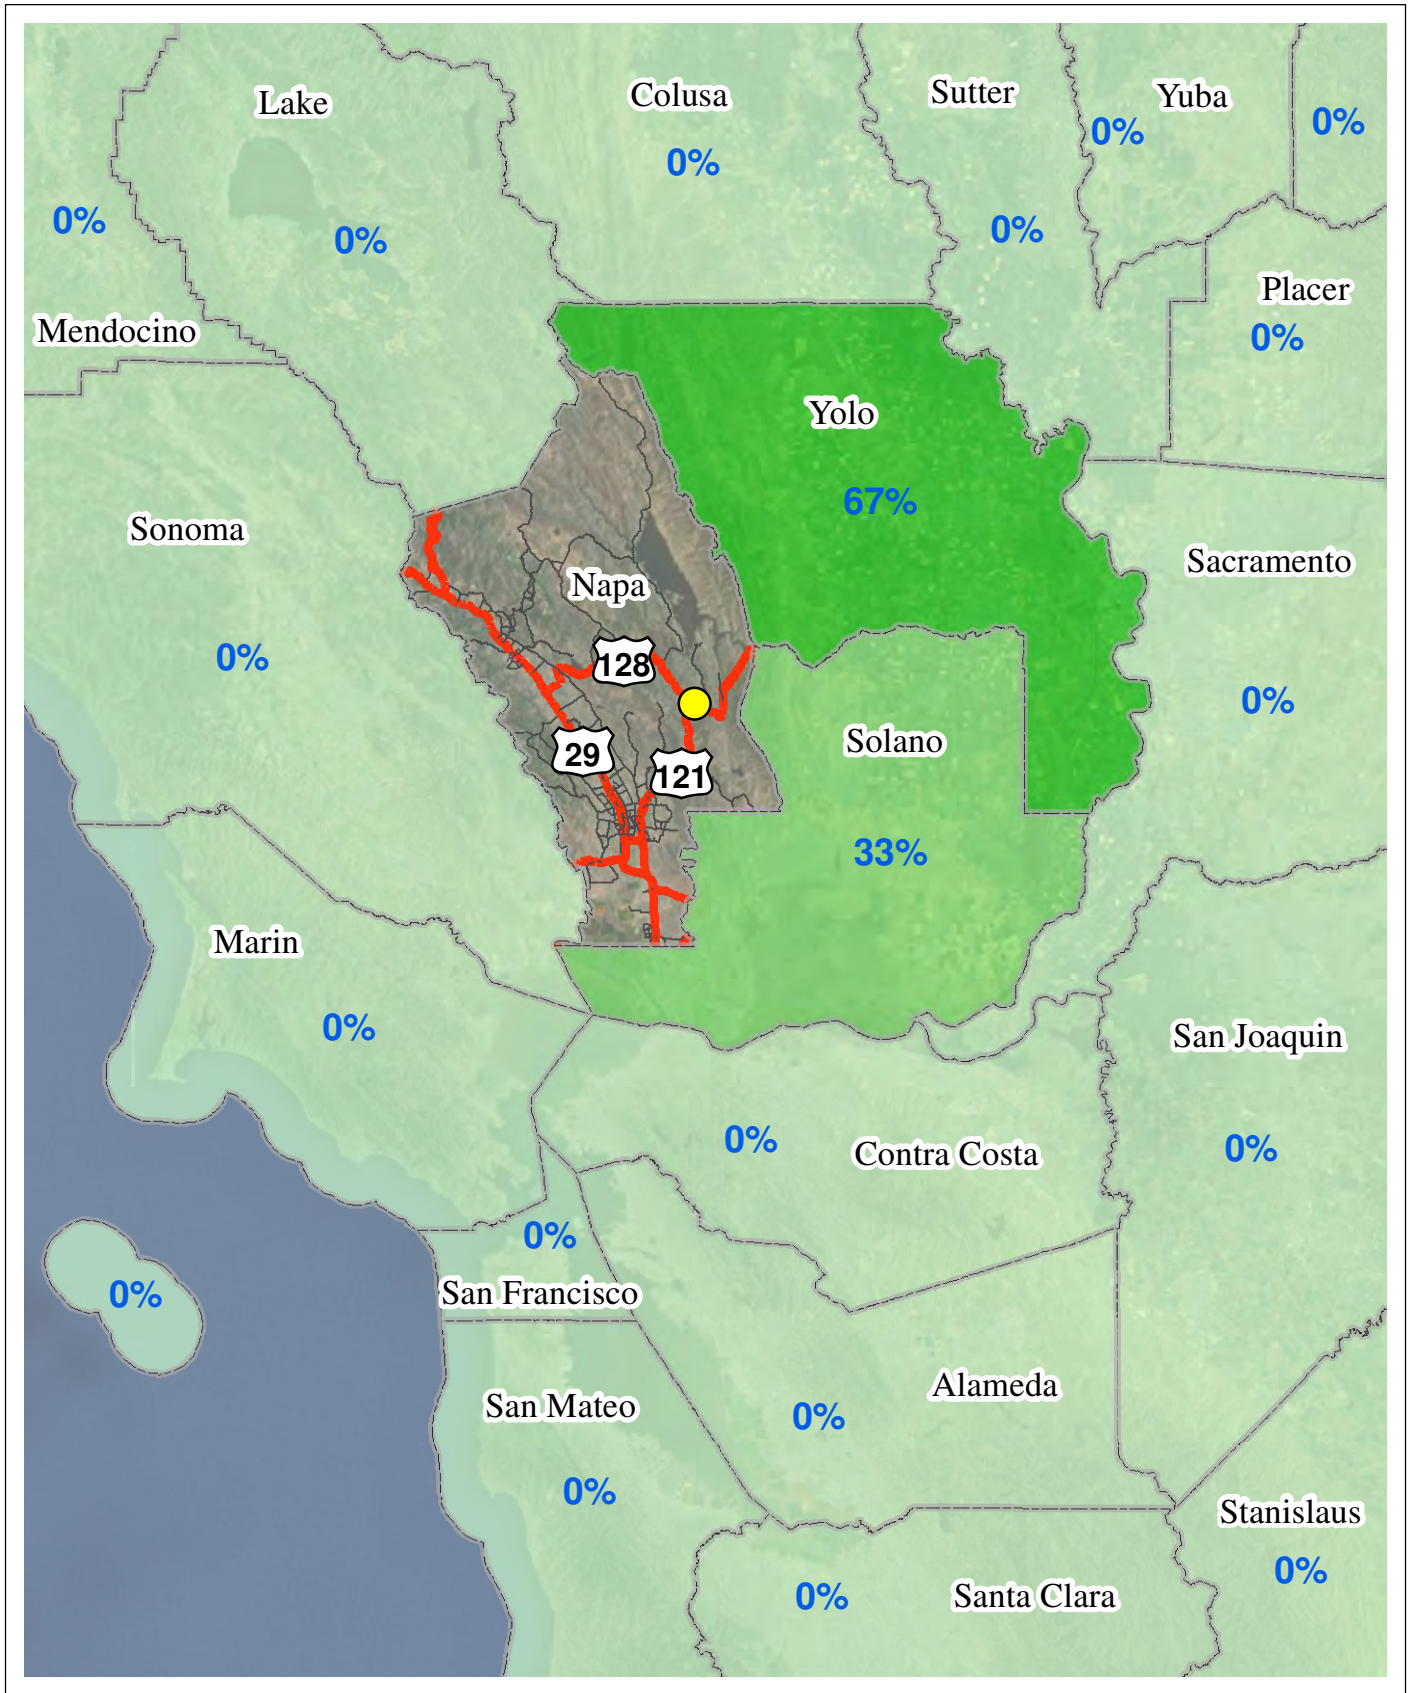 Lake
Colusa
Sutter
Yuba
0%
0%
0%
0%
0%
0%
Mendocino
Placer
0%
Yolo
67%
Sonoma
Napa
Sacramento
0%
128
0%
29
121
Solano
33%
Marin
0%
San Joaquin
0%
Contra Costa
0%
0%
San Francisco
0%
San Mateo
Alameda
0%
0%
Stanislaus
0%
Santa Clara
0%